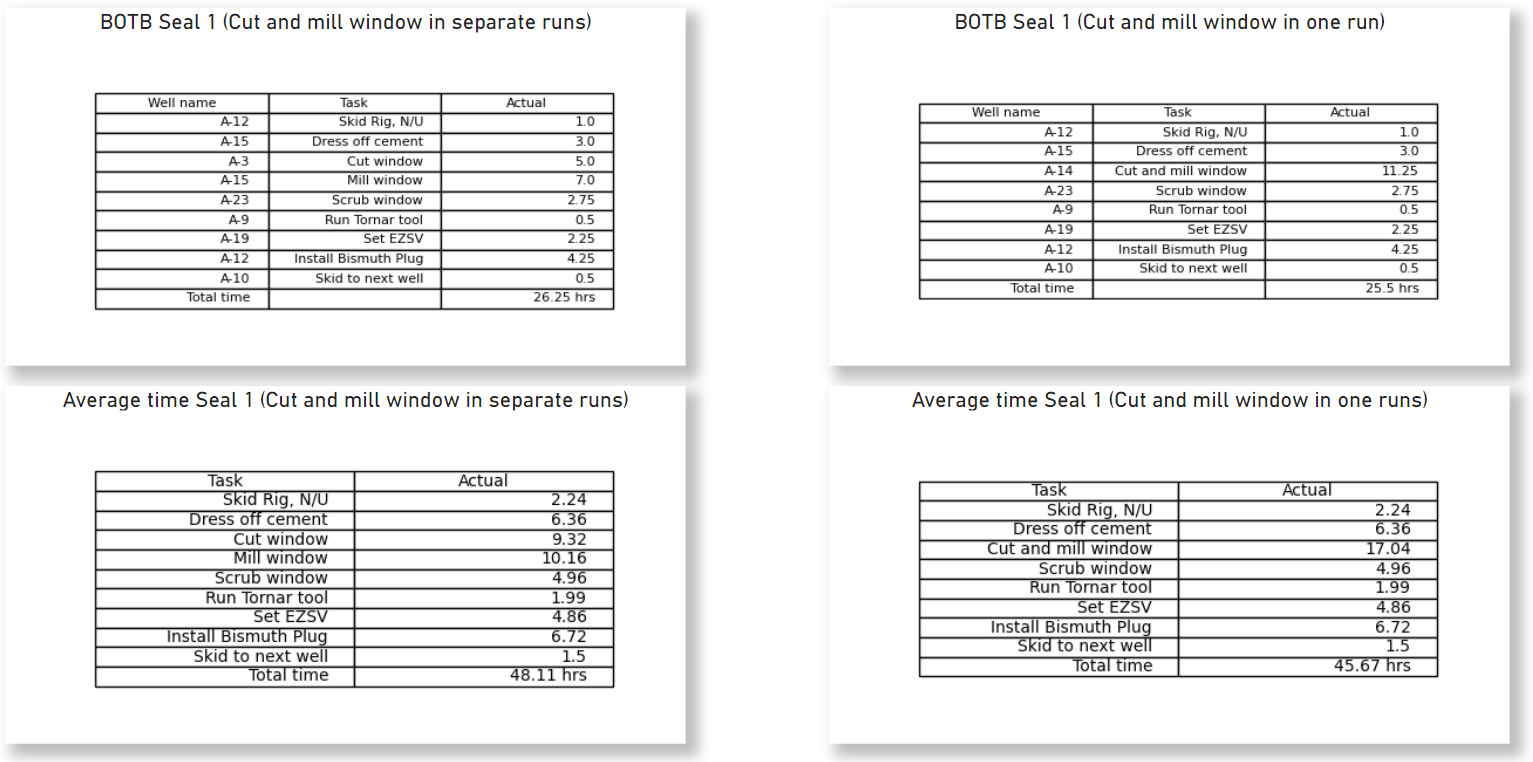 BOTB Seal 1 (Cut and mill window in separate runs)
Well name Task Actual
A-12 Skid Rig, N/U 1.0
A-15 Dress off cement 3.0
A-3 Cut window 5.0
A-15 Mill window 7.0
A-23 Scrub window 2.75
A-9 Run Tornar tool 0.5
A-19 Set EZSV 2.25
A-12 Install Bismuth Plug 4.25
A-10 Skid to next well 0.5
Total time 26.25 hrs
BOTB Seal 1 (Cut and mill window in one run)
Well name Task Actual
A-12 Skid Rig, N/U 1.0
A-15 Dress off cement 3.0
A-14 Cut and mill window 11.25
A-23 Scrub window 2.75
A-9 Run Tornar tool 0.5
A-19 Set EZSV 2.25
A-12 Install Bismuth Plug 4.25
A-10 Skid to next well 0.5
Total time 25.5 hrs
Average time Seal 1 (Cut and mill window in separate runs)
Task Actual
Skid Rig, N/U 2.24
Dress off cement 6.36
Cut window 9.32
Mill window 10.16
Scrub window 4.96
Run Tornar tool 1.99
Set EZSV 4.86
Install Bismuth Plug 6.72
Skid to next well 1.5
Total time 48.11 hrs
Average time Seal 1 (Cut and mill window in one runs)
Task Actual
Skid Rig, N/U 2.24
Dress off cement 6.36
Cut and mill window 17.04
Scrub window 4.96
Run Tornar tool 1.99
Set EZSV 4.86
Install Bismuth Plug 6.72
Skid to next well 1.5
Total time 45.67 hrs